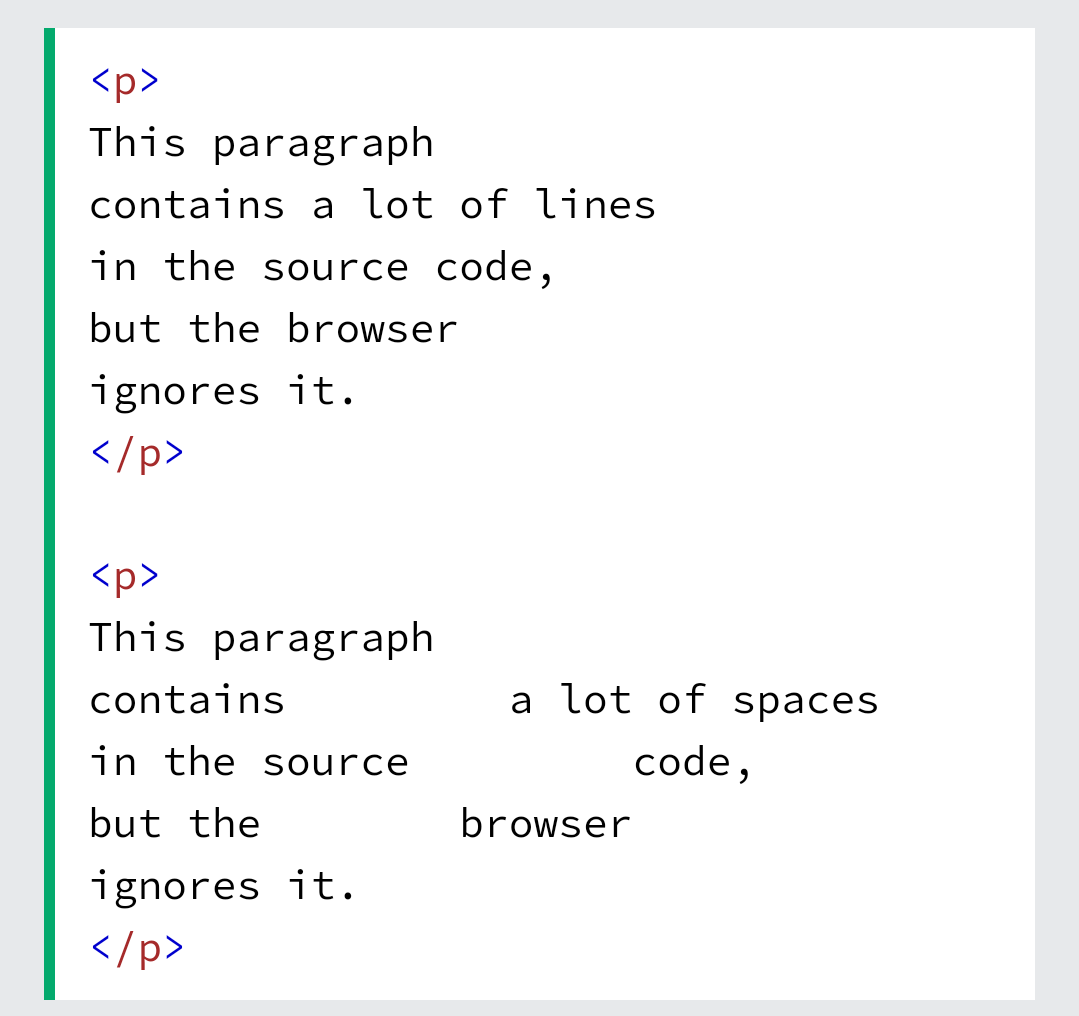 <p>
This paragraph
contains a lot of lines
in the source code,
but the browser
ignores it.
</p>

<p>
This paragraph
contains         a lot of spaces
in the source         code,
but the        browser
ignores it.
</p>